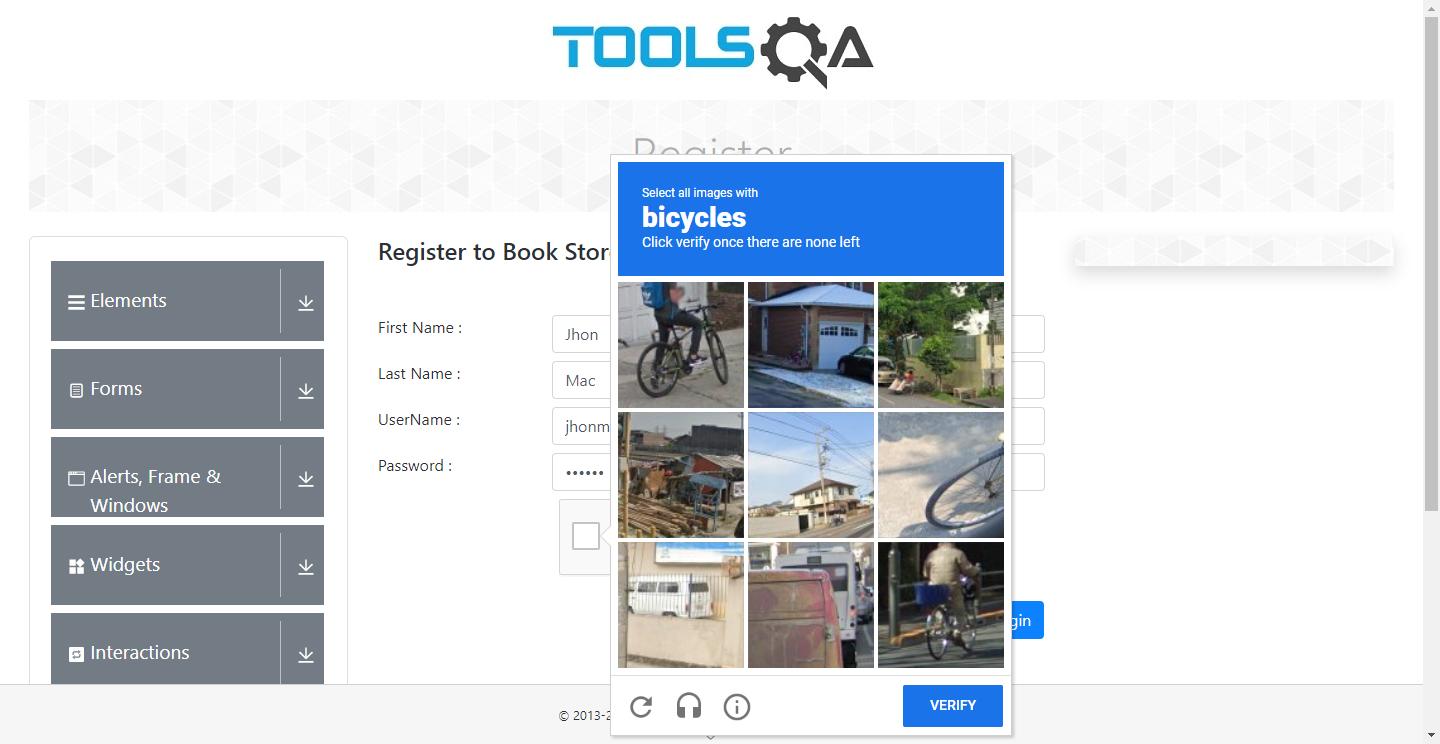 TOOLSQA
Register
Elements
Forms
Alerts, Frame &
Windows
Widgets
Interactions
Register to Book Stor
First Name :
Jhon
Last Name :
Mac
UserName :
jhonm
Password :
Select all images with
bicycles
Click verify once there are none left
VERIFY
gin
© 2013-2